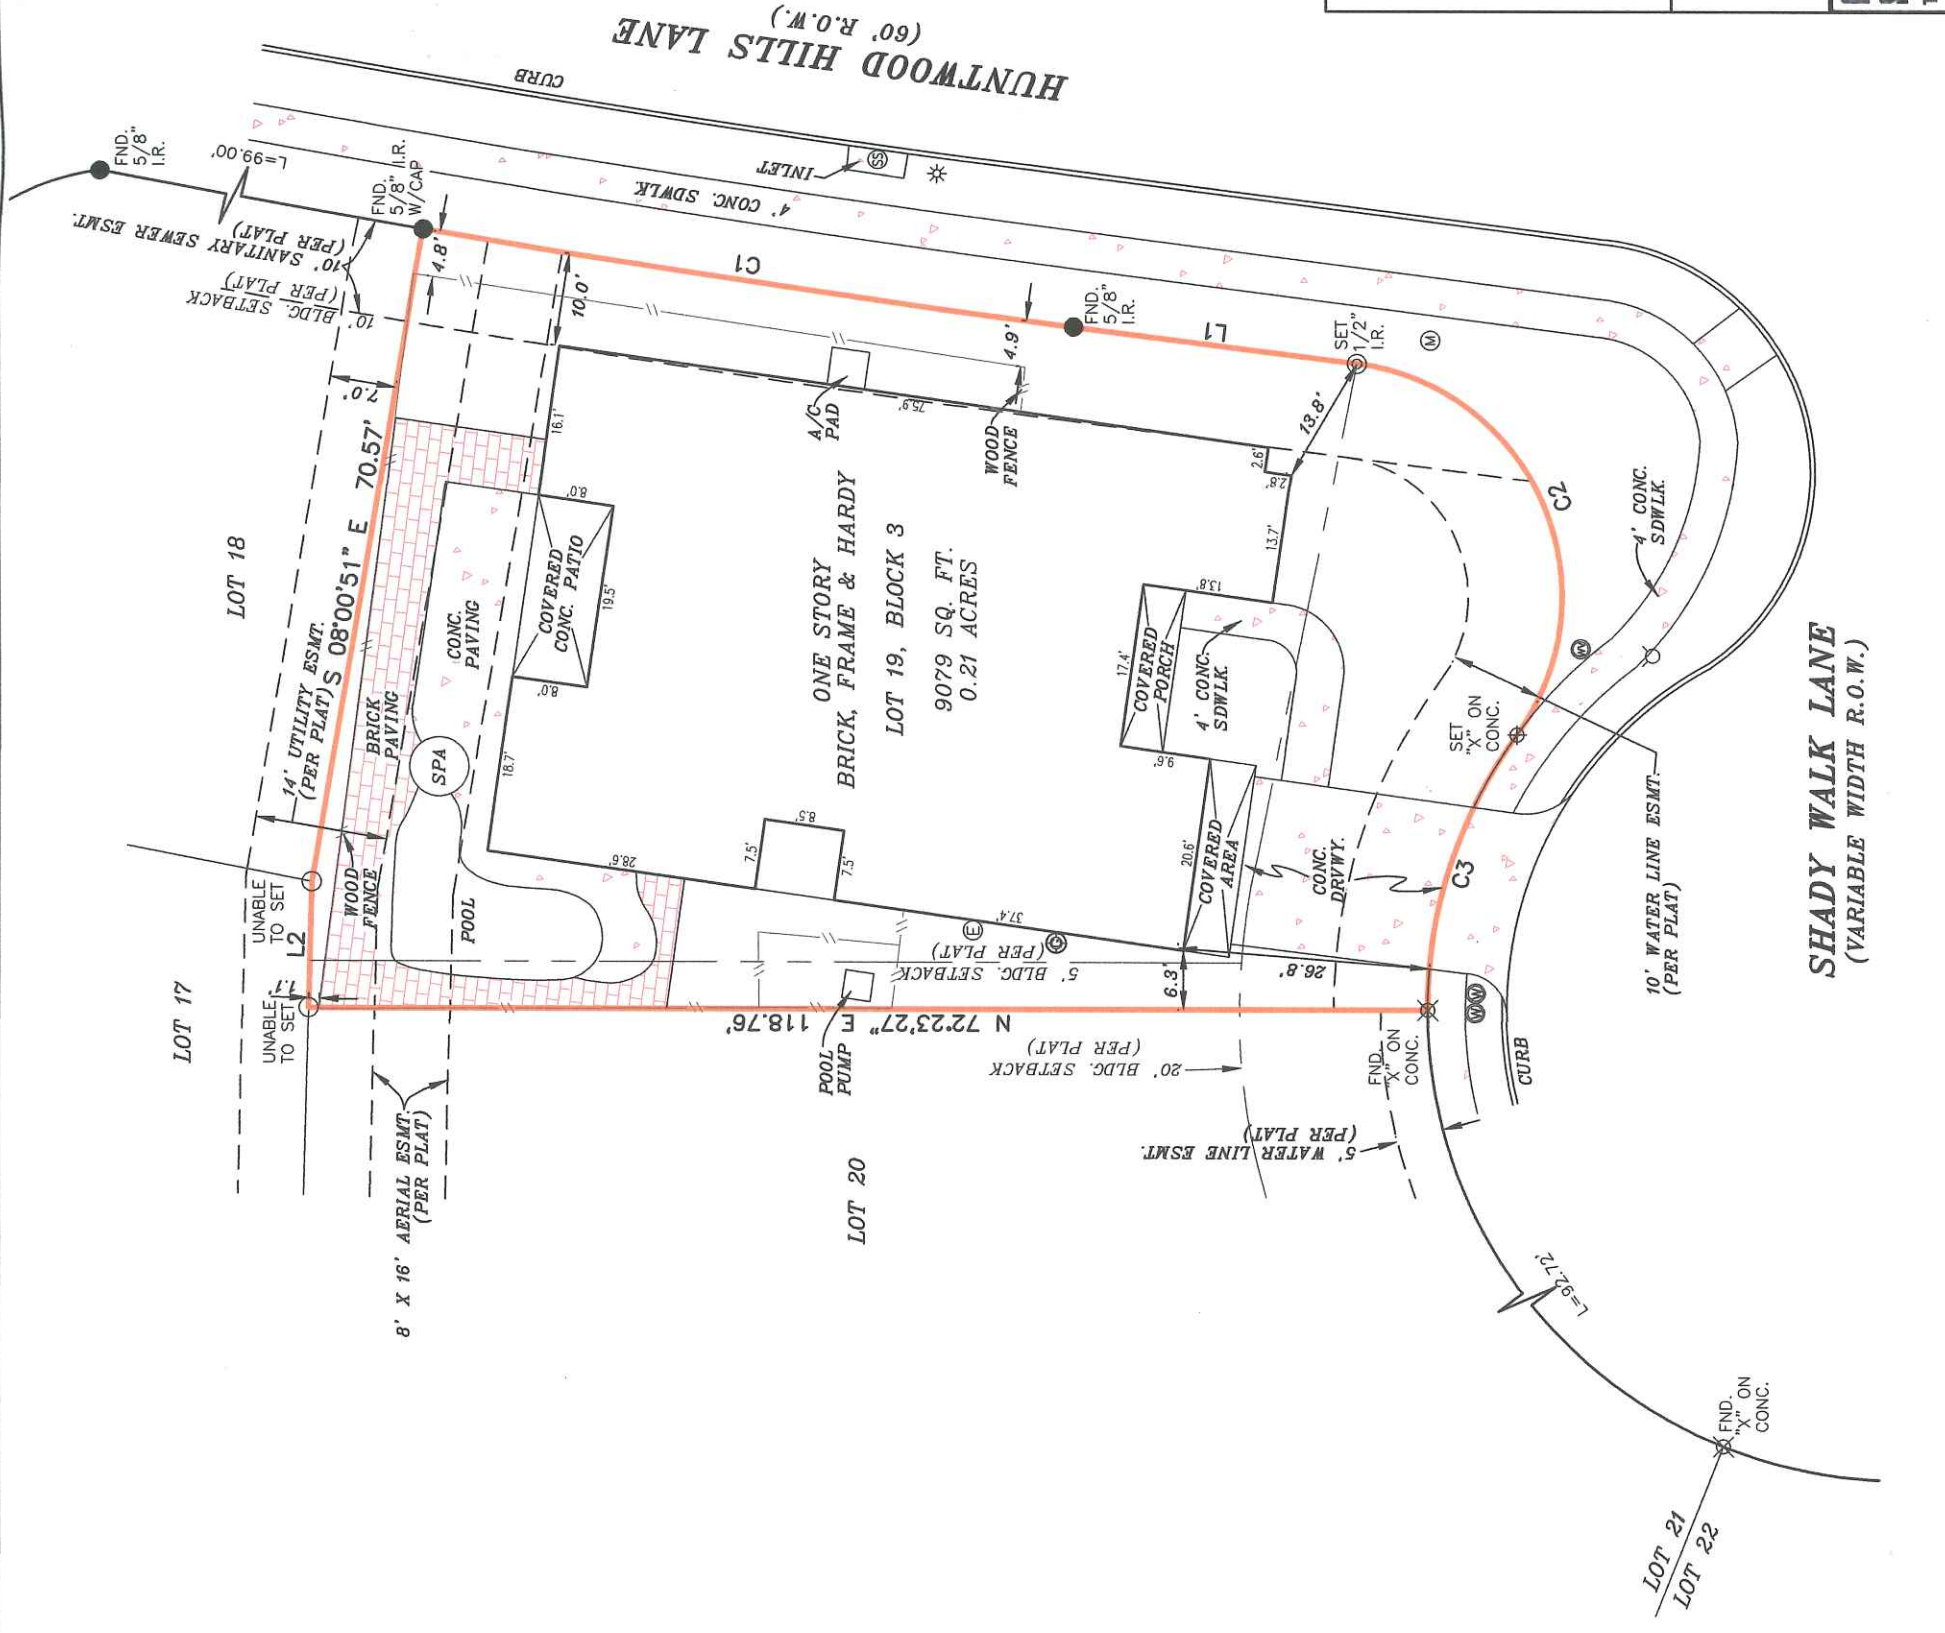 HUNTWOOD HILLS LANE
(60' R.O.W.)
CURB
FND.
5/8"
I.R.
L=99.00'
FND.
5/8" I.R.
W/CAP
10' SANITARY SEWER ESMT.
(PER PLAT)
10'
BLDG. SETBACK
(PER PLAT)
4.8'
INLET
SS
4' CONC. SDWLK
C1
10.0'
7.0'
FND.
5/8"
I.R.
L1
4.9'
SET
1/2"
I.R.
M
LOT 18
S 08°00'51" E 70.57'
14' UTILITY ESMT.
(PER PLAT)
16.1'
A/C
PAD
75.9'
WOOD
FENCE
13.8'
2.6'
2.8'
13.7'
13.8'
C2
4' CONC.
SDWLK.
BRICK
PAVING
CONC.
PAVING
COVERED
CONC. PATIO
8.0'
19.5'
8.0'
18.7'
SPA
ONE STORY
BRICK, FRAME & HARDY
LOT 19, BLOCK 3
9079 SQ. FT.
0.21 ACRES
17.4'
COVERED
PORCH
4' CONC.
SDWLK.
9.6'
COVERED
AREA
20.6'
CONC.
DRVWY.
SET
"X" ON
CONC.
W
C3
10' WATER LINE ESMT.
(PER PLAT)
SHADY WALK LANE
(VARIABLE WIDTH R.O.W.)
UNABLE
TO SET
L2
WOOD
FENCE
POOL
28.6'
7.5'
8.5'
7.5'
37.4'
E
G
5' BLDG. SETBACK
(PER PLAT)
6.3'
26.8'
LOT 17
1.1'
UNABLE
TO SET
N 72°23'27" E 118.76'
POOL
PUMP
20' BLDG. SETBACK
(PER PLAT)
FND.
"X" ON
CONC.
WW
CURB
8' X 16' AERIAL ESMT.
(PER PLAT)
LOT 20
5' WATER LINE ESMT.
(PER PLAT)
L=92.72'
FND.
"X" ON
CONC.
LOT 21
LOT 22